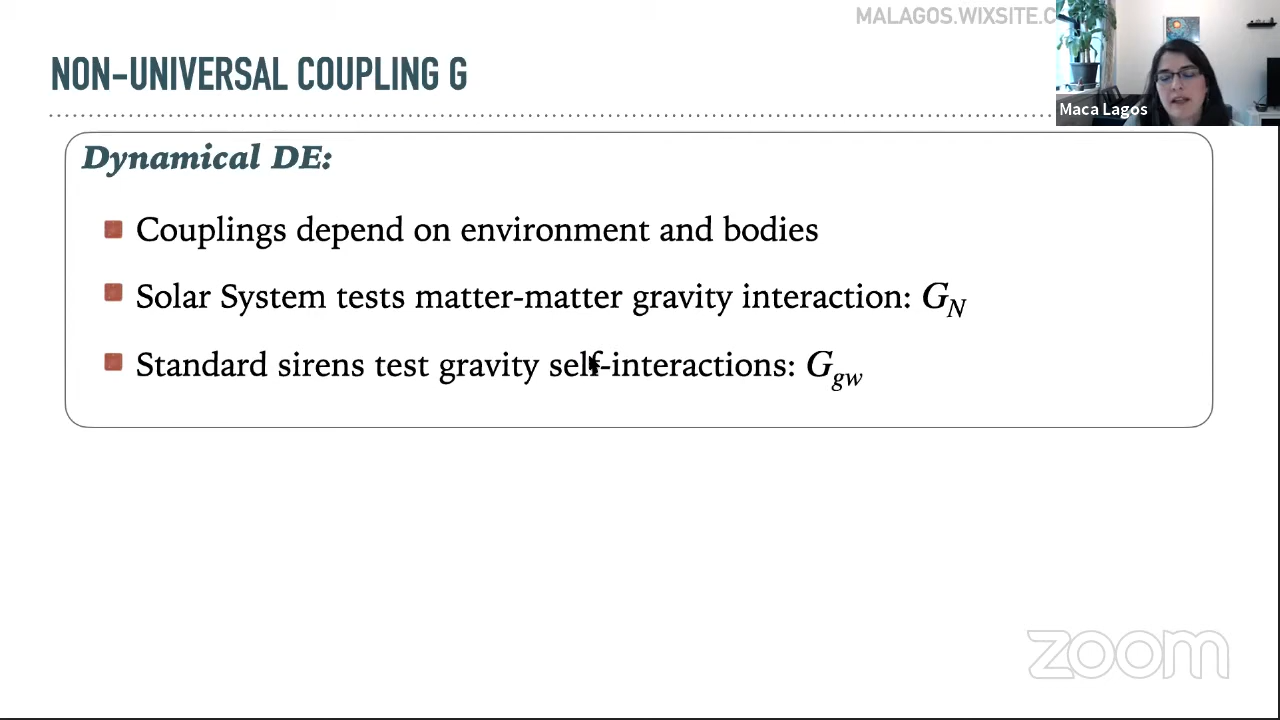 MALAGOS.WIXSITE.C
NON-UNIVERSAL COUPLING G
Maca Lagos
Dynamical DE:
Couplings depend on environment and bodies
Solar System tests matter-matter gravity interaction: G_N
Standard sirens test gravity self-interactions: G_gw
zoom